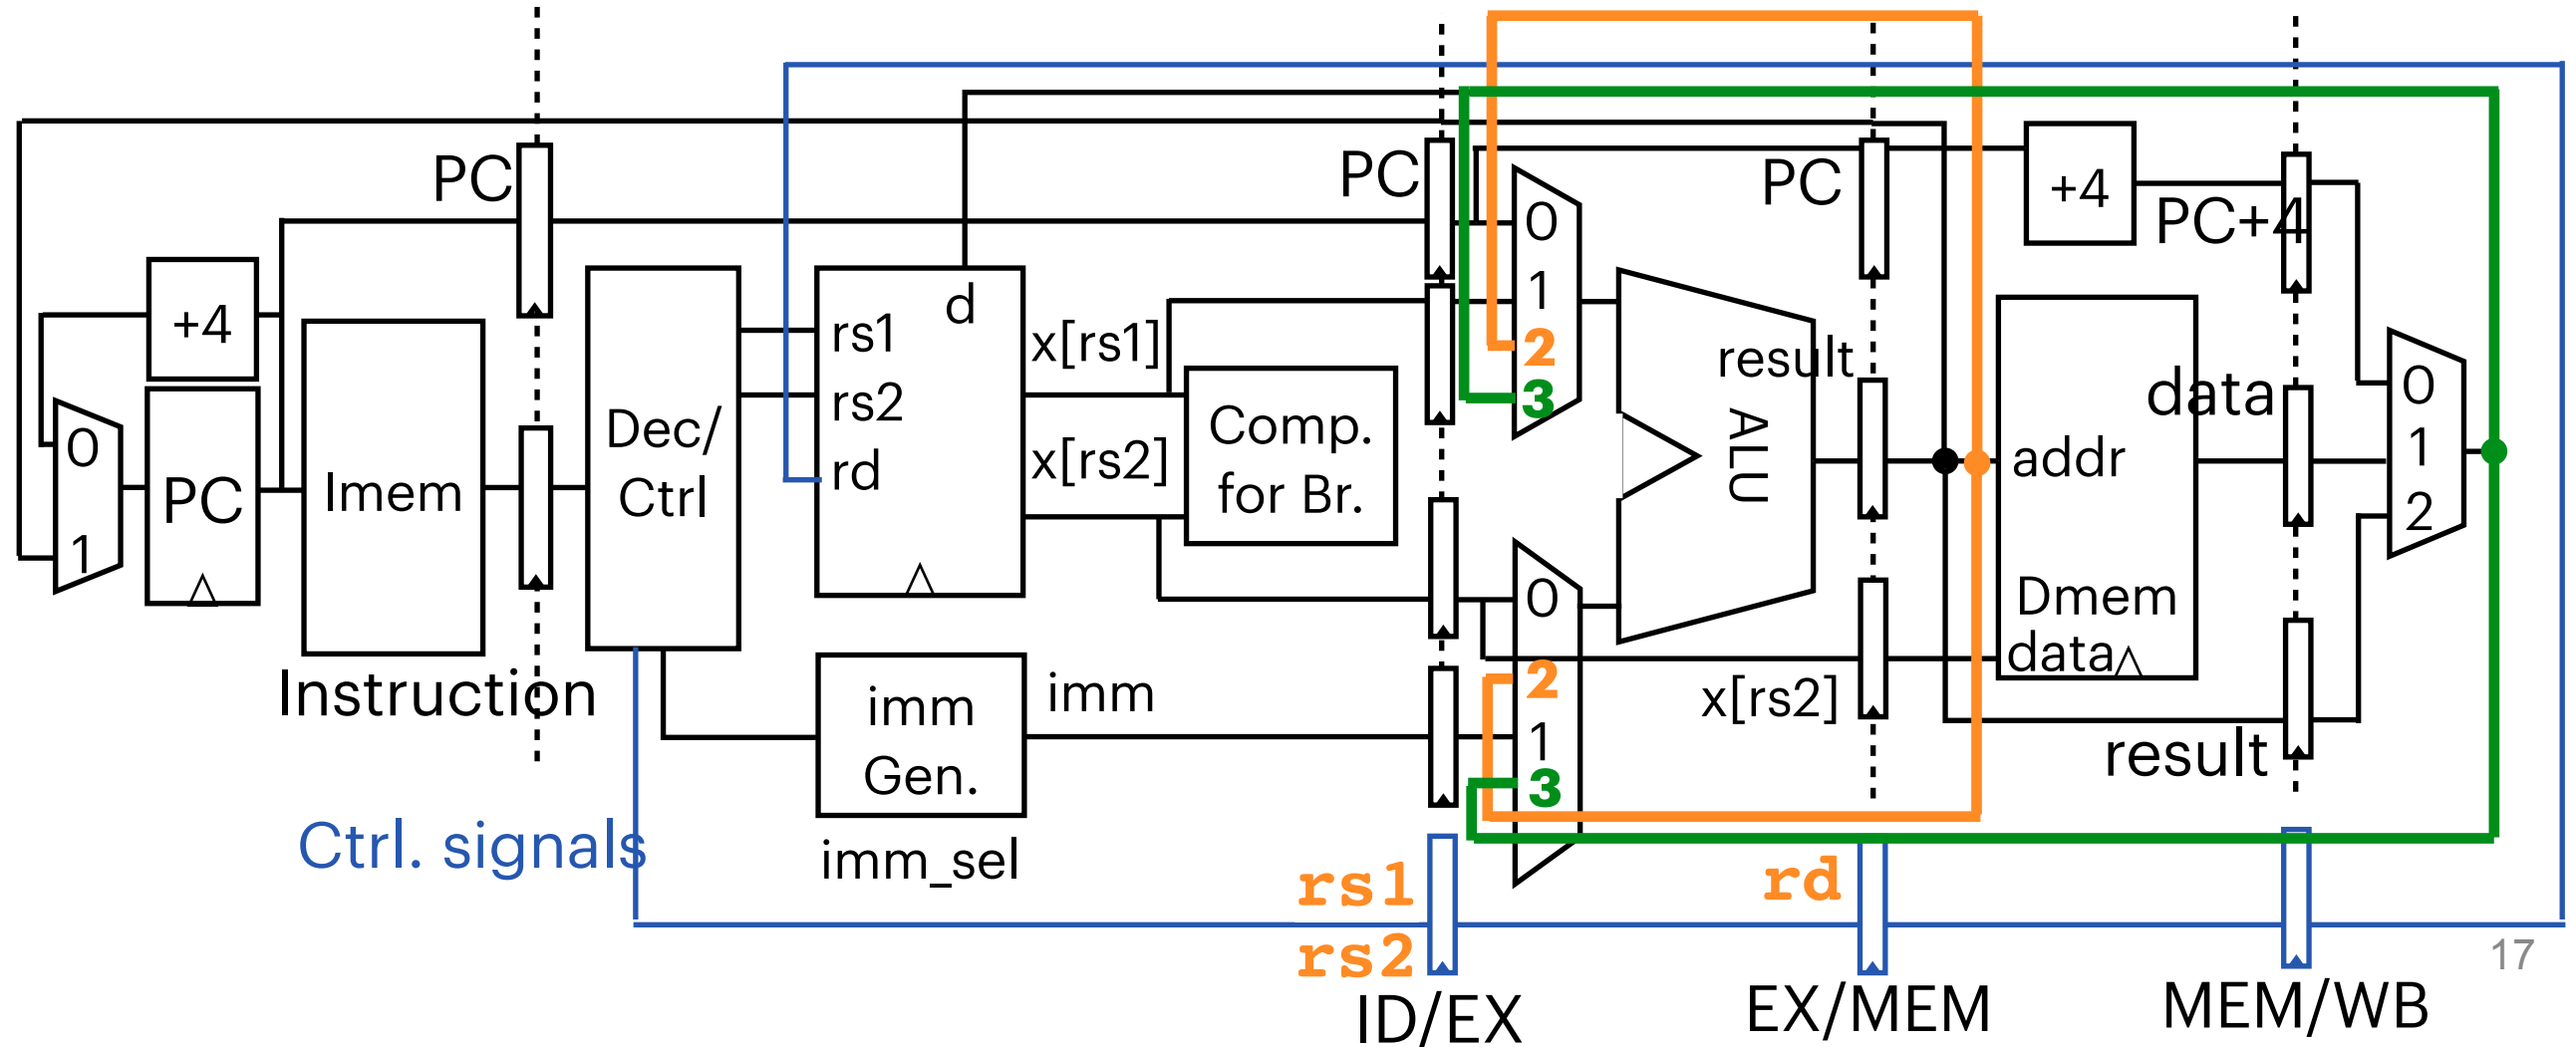 PC
+4
0
1
PC
Imem
Instruction
Ctrl. signals
Dec/
Ctrl
d
rs1
rs2
rd
x[rs1]
x[rs2]
Comp.
for Br.
imm
Gen.
imm
imm_sel
PC
0
1
2
3
0
2
1
3
ALU
result
PC
x[rs2]
+4
PC+4
addr
data
Dmem
data
result
0
1
2
rs1
rs2
rd
ID/EX
EX/MEM
MEM/WB
17